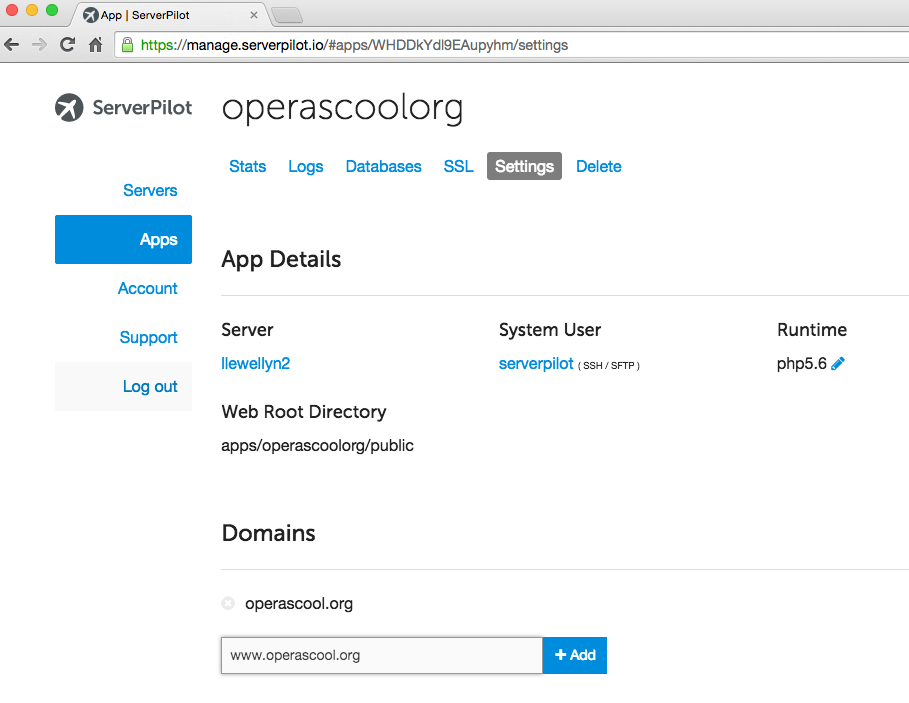 App | ServerPilot
https://manage.serverpilot.io/#apps/WHDDkYdl9EAupyhm/settings
ServerPilot
operascoolorg
Stats Logs Databases SSL Settings Delete
Servers
Apps
Account
Support
Log out
App Details
Server System User Runtime
llewellyn2 serverpilot ( SSH / SFTP ) php5.6
Web Root Directory
apps/operascoolorg/public
Domains
operascool.org
www.operascool.org + Add